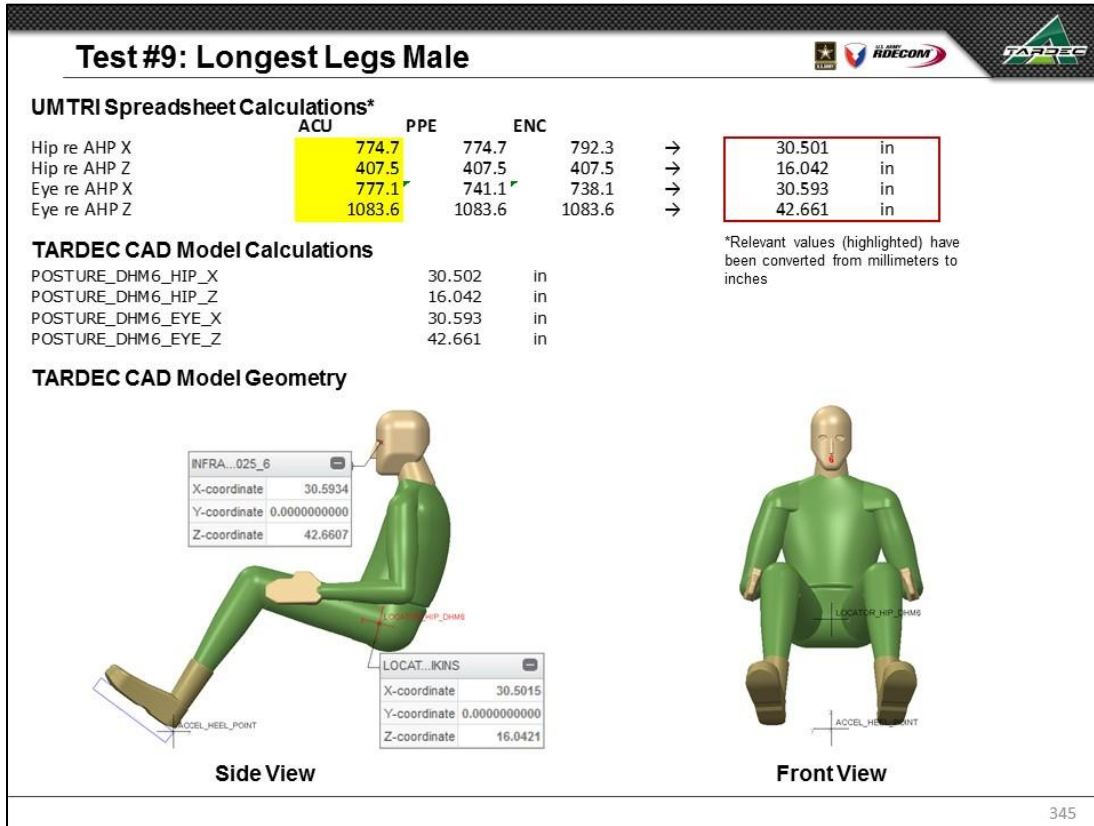 Test #9: Longest Legs Male
U.S. ARMY
U.S. ARMY
RDECOM
TARDEC
UMTRI Spreadsheet Calculations*
ACU PPE ENC
Hip re AHP X 774.7 774.7 792.3 → 30.501 in
Hip re AHP Z 407.5 407.5 407.5 → 16.042 in
Eye re AHP X 777.1 741.1 738.1 → 30.593 in
Eye re AHP Z 1083.6 1083.6 1083.6 → 42.661 in
*Relevant values (highlighted) have
been converted from millimeters to
inches
TARDEC CAD Model Calculations
POSTURE_DHM6_HIP_X 30.502 in
POSTURE_DHM6_HIP_Z 16.042 in
POSTURE_DHM6_EYE_X 30.593 in
POSTURE_DHM6_EYE_Z 42.661 in
TARDEC CAD Model Geometry
INFRA...025_6
X-coordinate 30.5934
Y-coordinate 0.0000000000
Z-coordinate 42.6607
6
LOCATOR_HIP_DHM6
LOCATOR_HIP_DHM6
LOCAT...IKINS
X-coordinate 30.5015
Y-coordinate 0.0000000000
Z-coordinate 16.0421
ACCEL_HEEL_POINT
ACCEL_HEEL_POINT
Side View
Front View
345